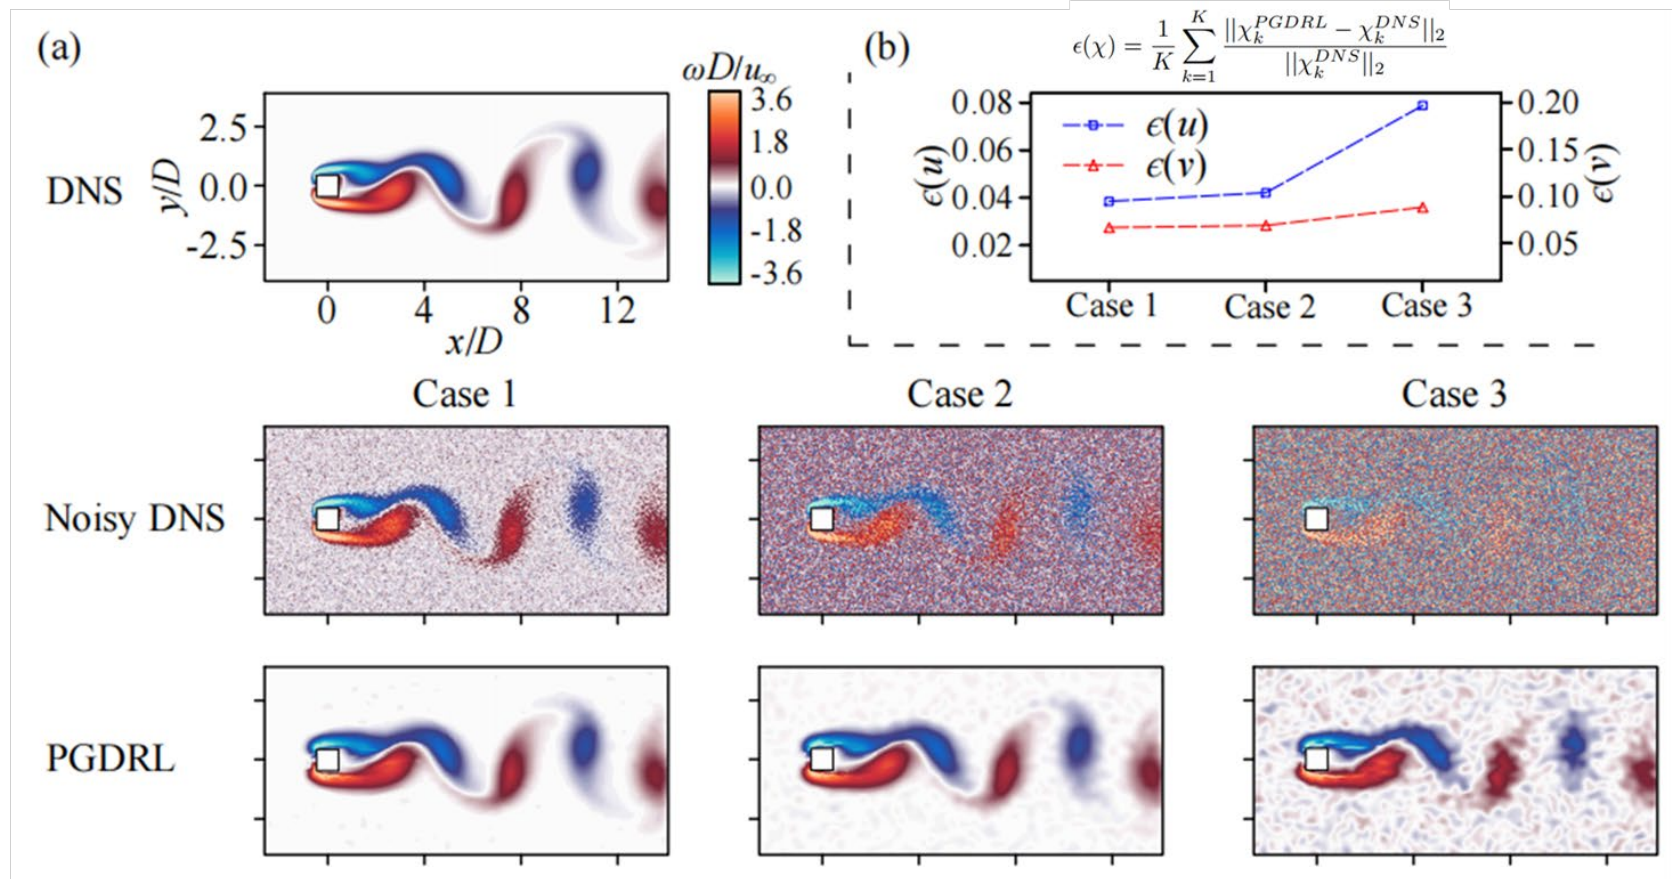 (a)
ωD/u∞
3.6
1.8
0.0
-1.8
-3.6
DNS
y/D
2.5
0.0
-2.5
0 4 8 12
x/D
(b)
ϵ(χ) = 1/K ∑_{k=1}^{K} ||χ_k^{PGDRL} − χ_k^{DNS}||_2 / ||χ_k^{DNS}||_2
ϵ(u)
0.08
0.06
0.04
0.02
ϵ(u)
ϵ(v)
0.20
0.15
0.10
0.05
ϵ(v)
Case 1 Case 2 Case 3
Case 1 Case 2 Case 3
Noisy DNS
PGDRL